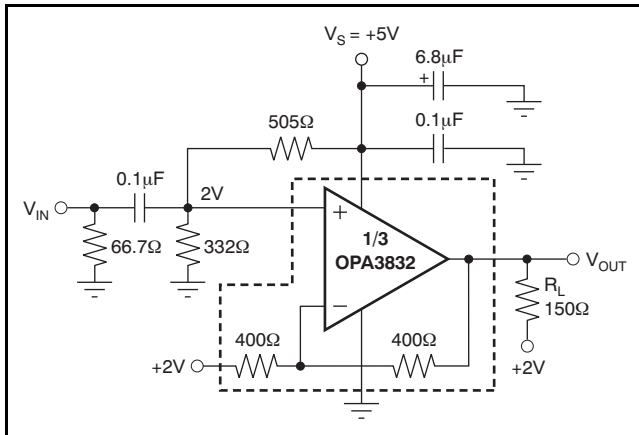 V_S = +5V
6.8μF
+
505Ω
0.1μF
0.1μF
2V
V_IN
+
1/3
OPA3832
V_OUT
66.7Ω
332Ω
−
R_L
150Ω
400Ω
400Ω
+2V
+2V